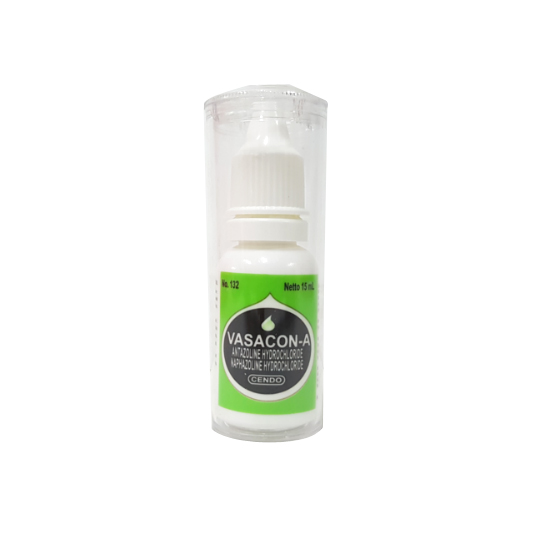 No. 132
Netto 15 mL
VASACON-A
ANTAZOLINE HYDROCHLORIDE
NAPHAZOLINE HYDROCHLORIDE
CENDO